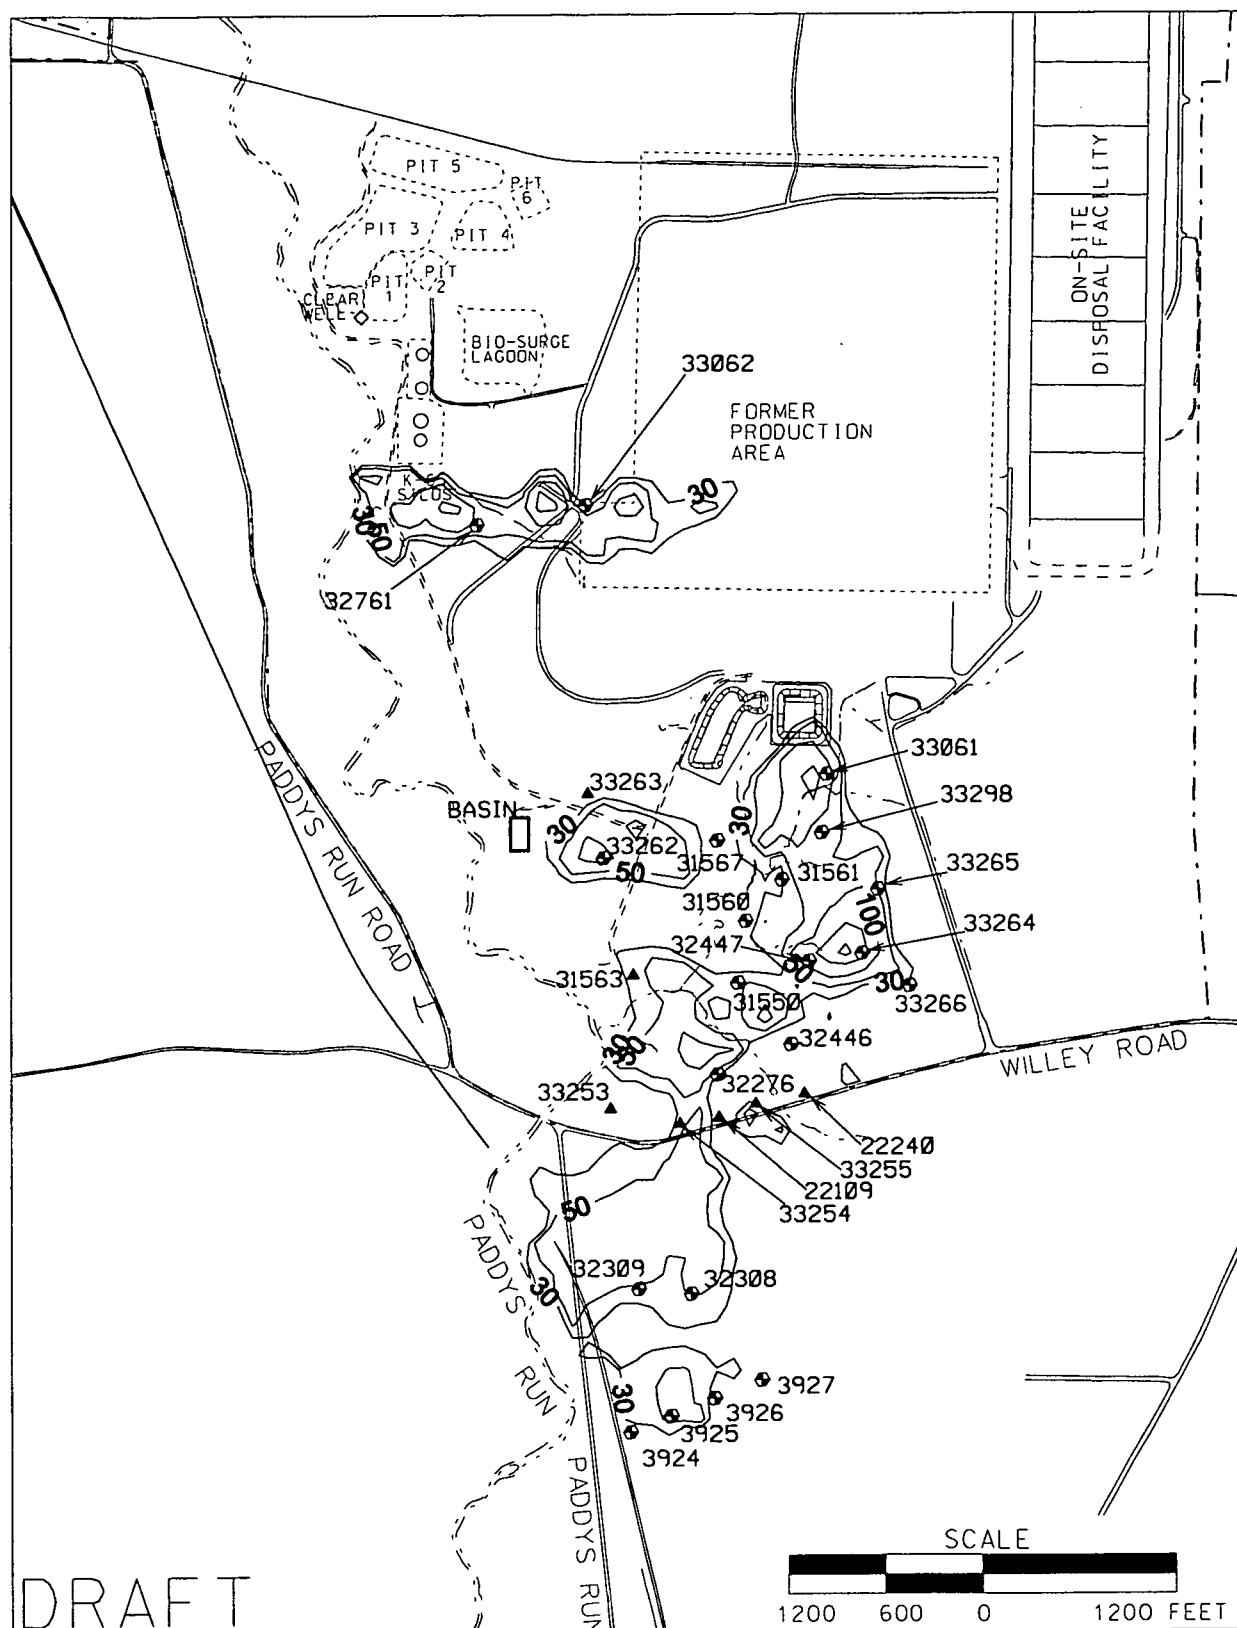 PIT 5
PIT
6
PIT 3
PIT 4
PIT
1
PIT
2
CLEAR
WELL
BIO-SURGE
LAGOON
ON-SITE
DISPOSAL FACILITY
33062
FORMER
PRODUCTION
AREA
30
SILOS
30
50
32761
33061
33263
33298
BASIN
30
30
33262
50
31567
31561
33265
31560
100
33264
32447
31563
30
31550
33266
32446
30
WILLEY ROAD
32276
33253
22240
33255
22109
33254
PADDYS RUN ROAD
50
PADDYS
RUN
32309
32308
30
3927
30
3926
3925
3924
PADDYS RUN
SCALE
1200 600 0 1200 FEET
DRAFT